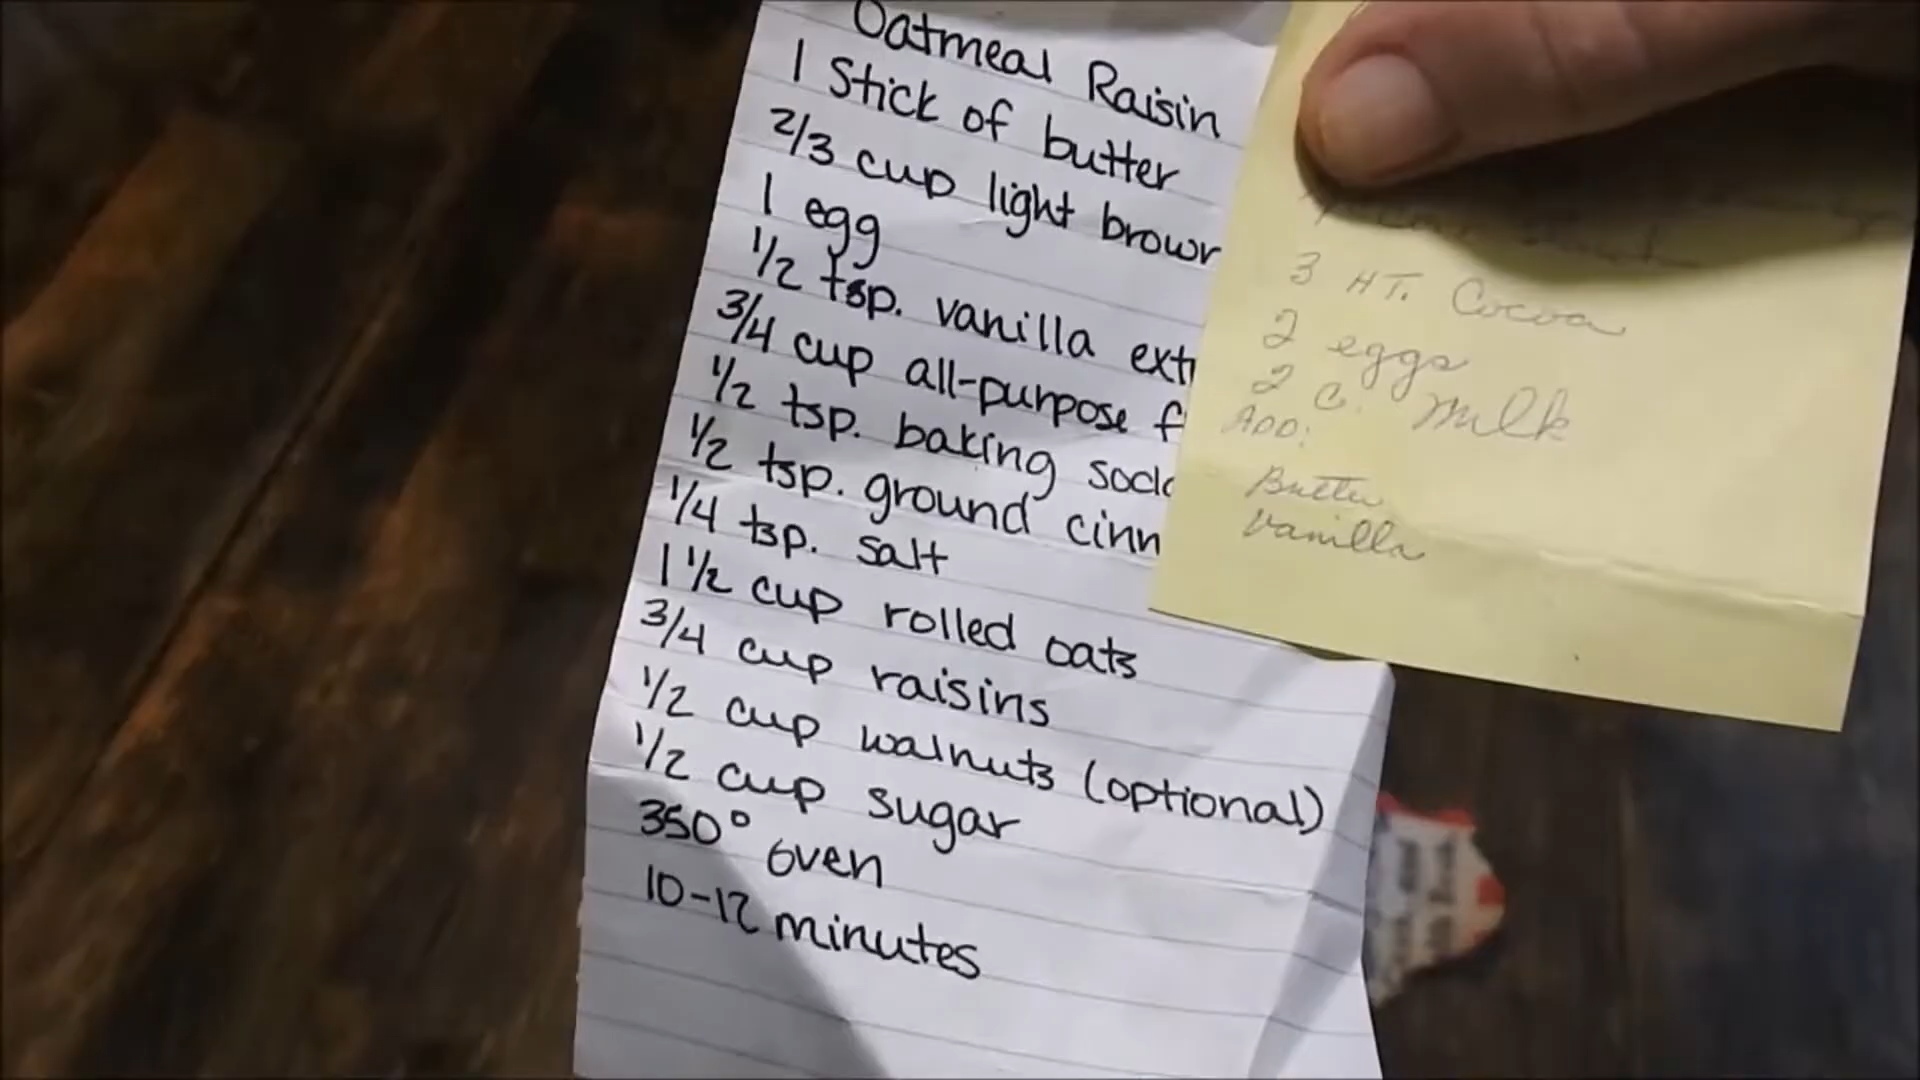 Oatmeal Raisin
1 Stick of butter
2/3 cup light brown
1 egg
1/2 tsp. vanilla ext
3/4 cup all-purpose f
1/2 tsp. baking soda
1/2 tsp. ground cinn
1/4 tsp. salt
1 1/2 cup rolled oats
3/4 cup raisins
1/2 cup walnuts (optional)
1/2 cup sugar
350° oven
10-12 minutes
3 HT. Cocoa
2 eggs
2 c. milk
ADD:
Butter
Vanilla